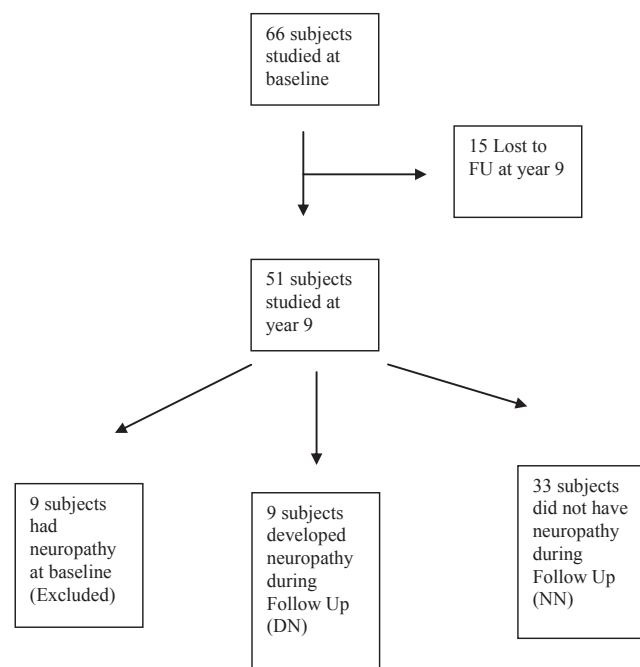 66 subjects
studied at
baseline
15 Lost to
FU at year 9
51 subjects
studied at
year 9
9 subjects
had
neuropathy
at baseline
(Excluded)
9 subjects
developed
neuropathy
during
Follow Up
(DN)
33 subjects
did not have
neuropathy
during
Follow Up
(NN)